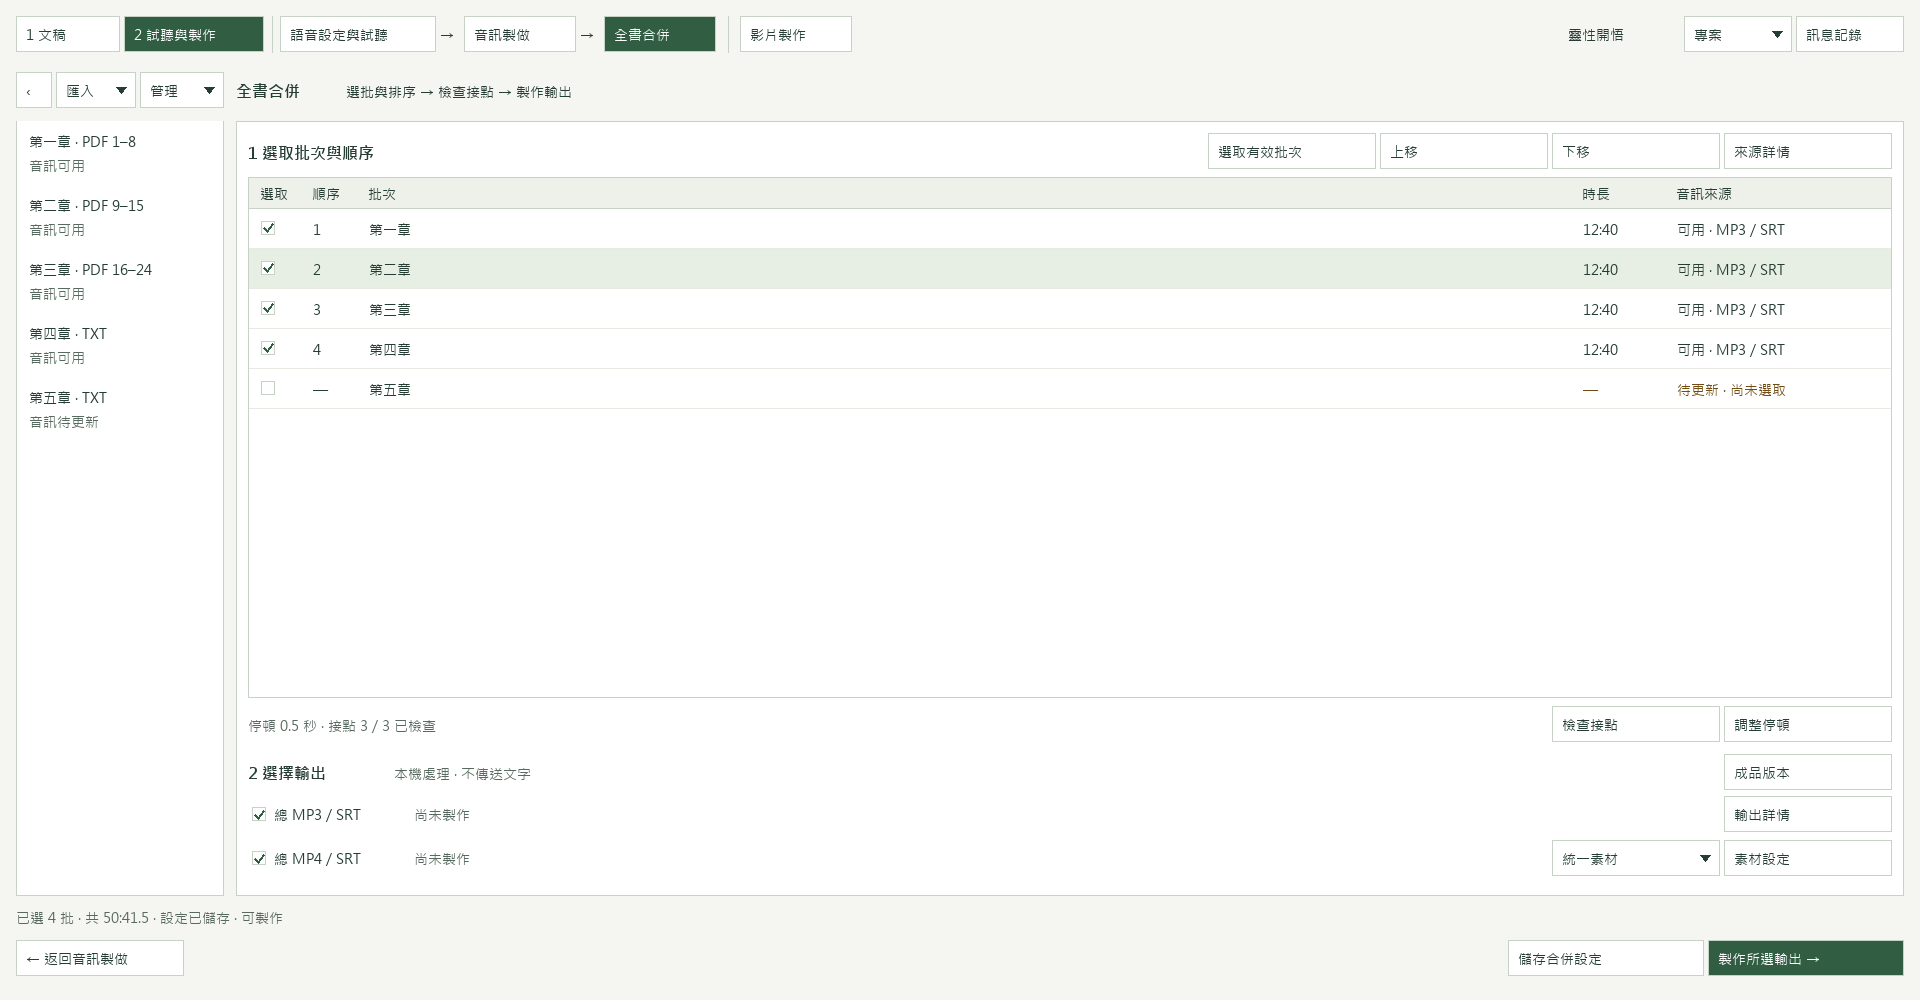 1 文稿 2 試聽與製作 語音設定與試聽 → 音訊製做 → 全書合併 影片製作 靈性開悟 專案 訊息記錄
‹ 匯入 管理 全書合併 選批與排序 → 檢查接點 → 製作輸出
第一章 · PDF 1–8
音訊可用
第二章 · PDF 9–15
音訊可用
第三章 · PDF 16–24
音訊可用
第四章 · TXT
音訊可用
第五章 · TXT
音訊待更新
1 選取批次與順序 選取有效批次 上移 下移 來源詳情
選取 順序 批次 時長 音訊來源
1 第一章 12:40 可用 · MP3 / SRT
2 第二章 12:40 可用 · MP3 / SRT
3 第三章 12:40 可用 · MP3 / SRT
4 第四章 12:40 可用 · MP3 / SRT
— 第五章 — 待更新 · 尚未選取
停頓 0.5 秒 · 接點 3 / 3 已檢查 檢查接點 調整停頓
2 選擇輸出 本機處理 · 不傳送文字 成品版本
總 MP3 / SRT 尚未製作 輸出詳情
總 MP4 / SRT 尚未製作 統一素材 素材設定
已選 4 批 · 共 50:41.5 · 設定已儲存 · 可製作
← 返回音訊製做 儲存合併設定 製作所選輸出 →